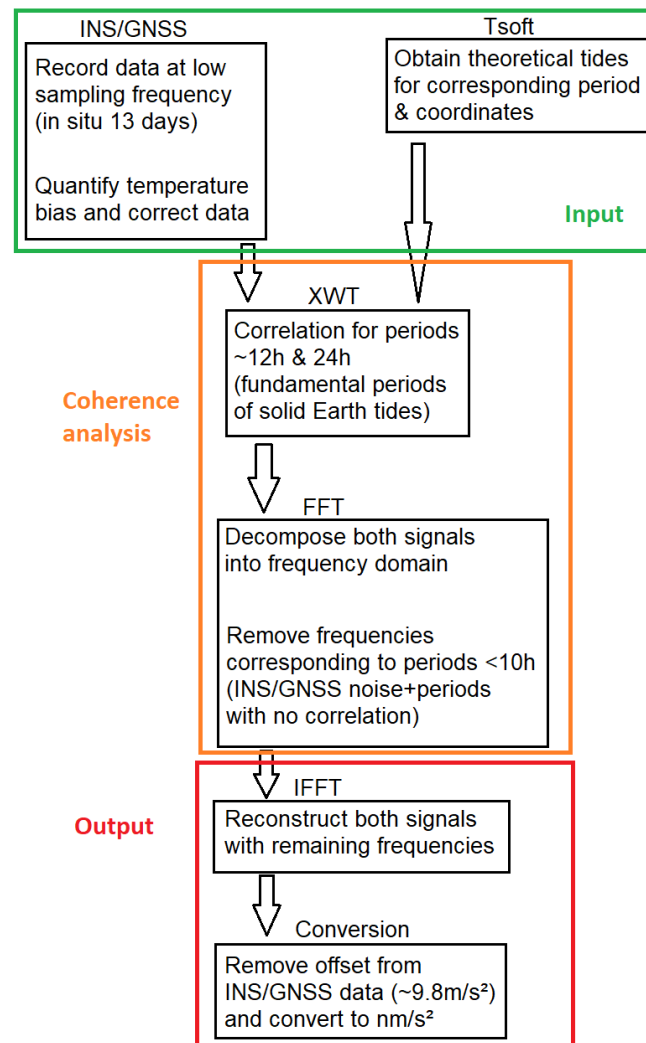 INS/GNSS
Record data at low
sampling frequency
(in situ 13 days)
Quantify temperature
bias and correct data
Tsoft
Obtain theoretical tides
for corresponding period
& coordinates
Input
XWT
Correlation for periods
~12h & 24h
(fundamental periods
of solid Earth tides)
Coherence
analysis
FFT
Decompose both signals
into frequency domain
Remove frequencies
corresponding to periods <10h
(INS/GNSS noise+periods
with no correlation)
IFFT
Output
Reconstruct both signals
with remaining frequencies
Conversion
Remove offset from
INS/GNSS data (~9.8m/s²)
and convert to nm/s²